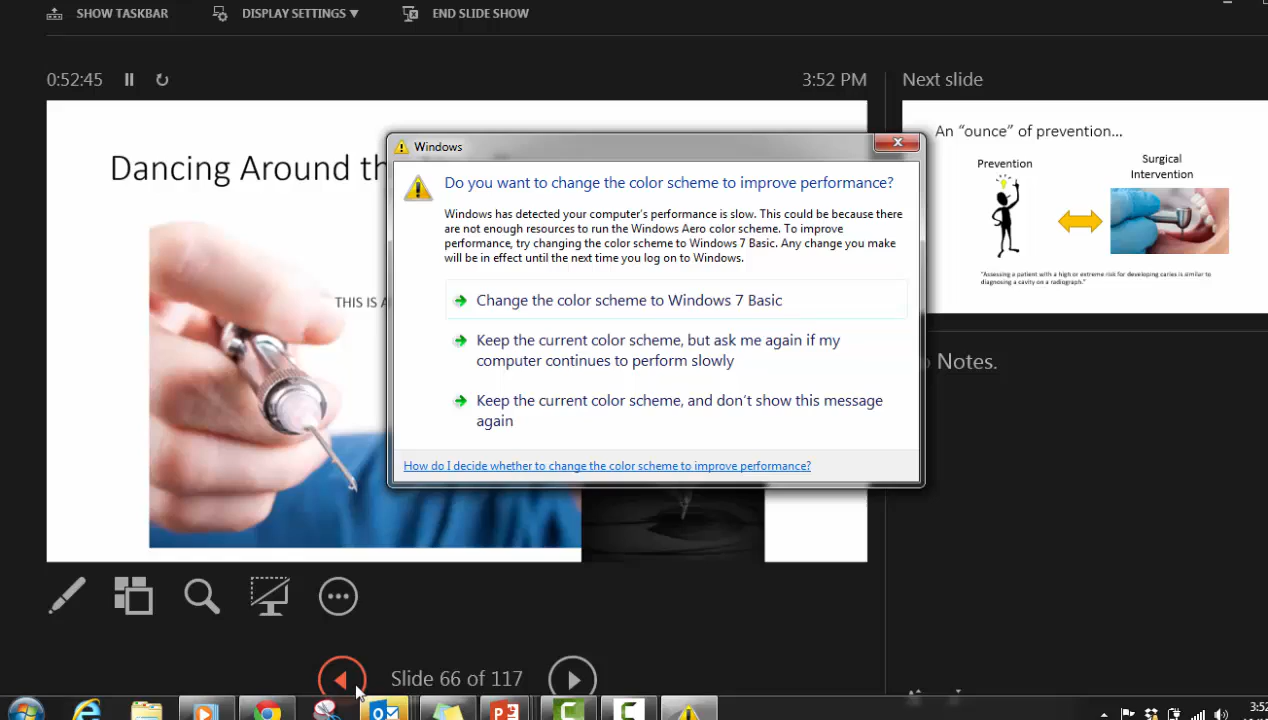 SHOW TASKBAR
DISPLAY SETTINGS ▼
END SLIDE SHOW
0:52:45
3:52 PM
Next slide
Dancing Around th
THIS IS A
Windows
Do you want to change the color scheme to improve performance?
Windows has detected your computer's performance is slow. This could be because there
are not enough resources to run the Windows Aero color scheme. To improve
performance, try changing the color scheme to Windows 7 Basic. Any change you make
will be in effect until the next time you log on to Windows.
Change the color scheme to Windows 7 Basic
Keep the current color scheme, but ask me again if my
computer continues to perform slowly
Keep the current color scheme, and don't show this message
again
How do I decide whether to change the color scheme to improve performance?
An “ounce” of prevention...
Prevention
Surgical
Intervention
"Assessing a patient with a high or extreme risk for developing caries is similar to
diagnosing a cavity on a radiograph."
Notes.
Slide 66 of 117
3:52